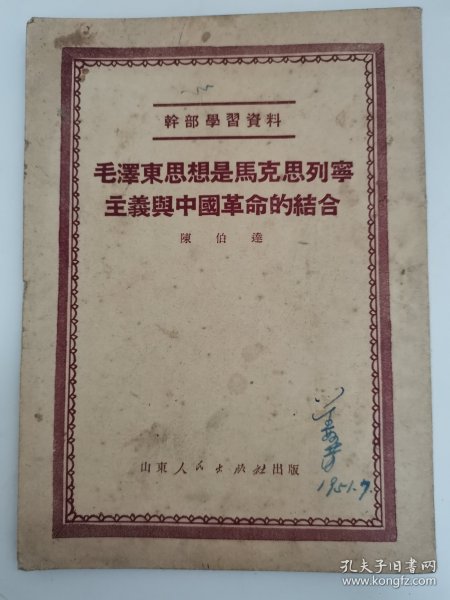 幹部學習資料
毛澤東思想是馬克思列寧
主義與中國革命的結合
陳伯達
1951.7.
山東人民出版社出版
孔夫子旧书网
www.kongfz.com